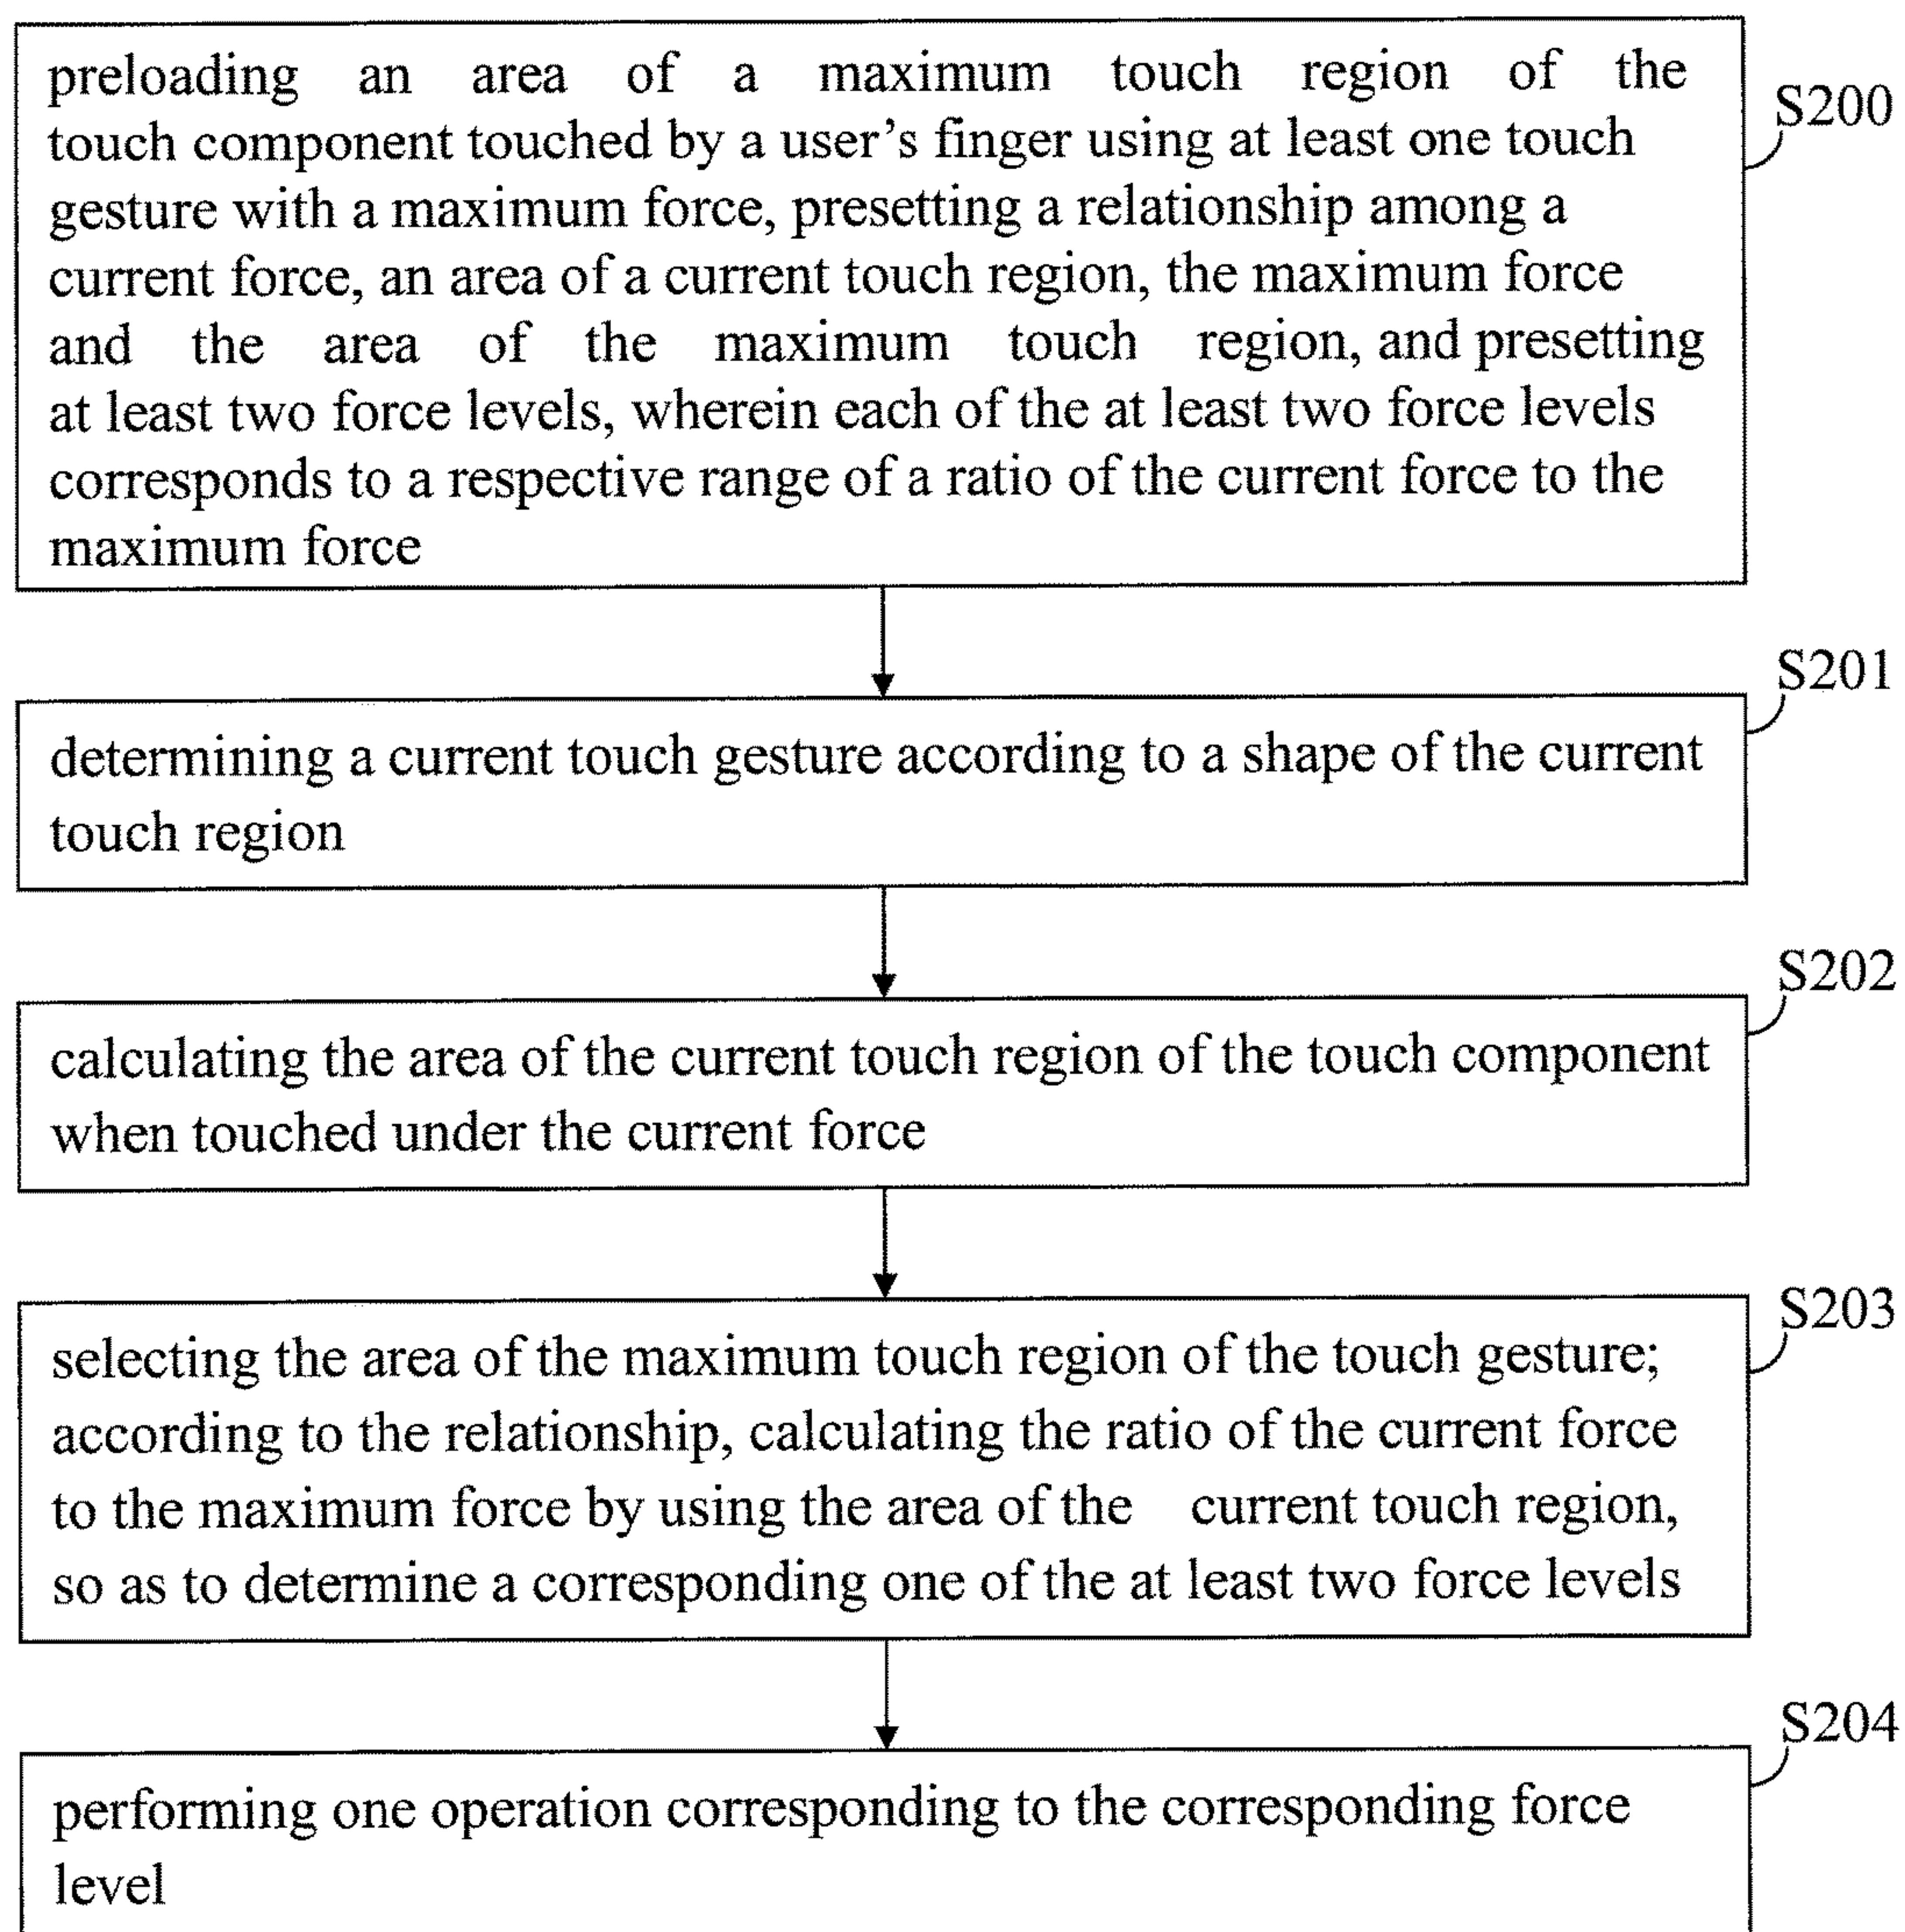 preloading an area of a maximum touch region of the
S200
touch component touched by a user's finger using at least one touch
gesture with a maximum force, presetting a relationship among a
current force, an area of a current touch region, the maximum force
and the area of the maximum touch region, and presetting
at least two force levels, wherein each of the at least two force levels
corresponds to a respective range of a ratio of the current force to the
maximum force
S201
determining a current touch gesture according to a shape of the current
touch region
S202
calculating the area of the current touch region of the touch component
when touched under the current force
S203
selecting the area of the maximum touch region of the touch gesture;
according to the relationship, calculating the ratio of the current force
to the maximum force by using the area of the current touch region,
so as to determine a corresponding one of the at least two force levels
S204
performing one operation corresponding to the corresponding force
level